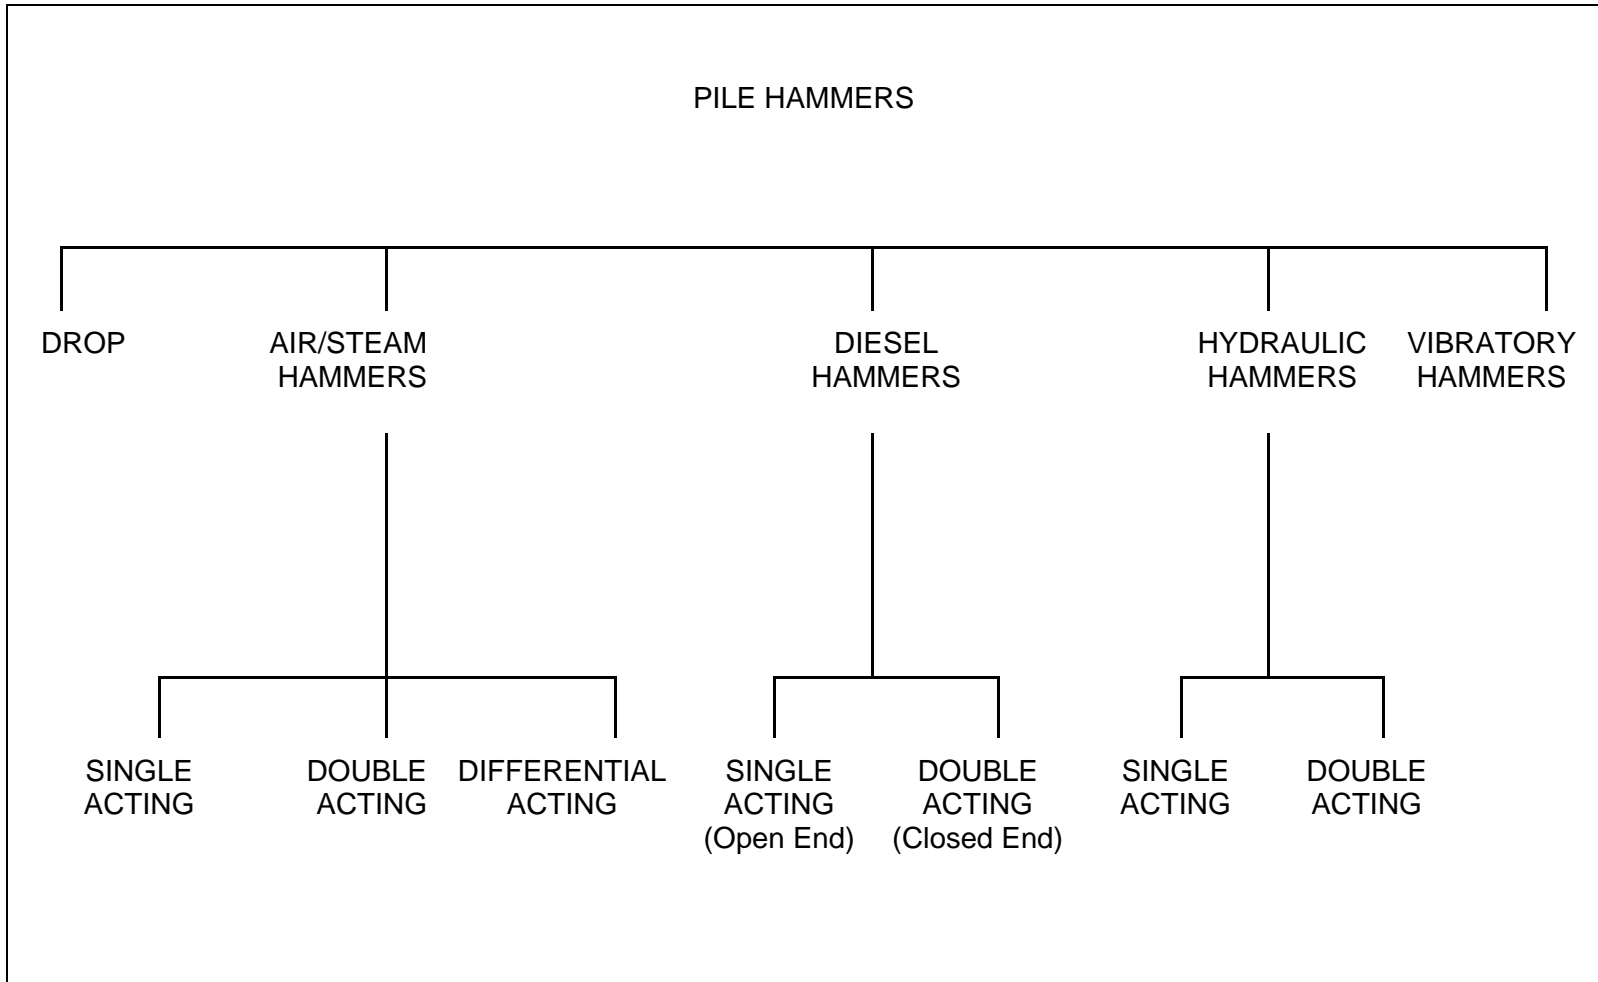 PILE HAMMERS
DROP
AIR/STEAM
HAMMERS
DIESEL
HAMMERS
HYDRAULIC
HAMMERS
VIBRATORY
HAMMERS
SINGLE
ACTING
DOUBLE
ACTING
DIFFERENTIAL
ACTING
SINGLE
ACTING
(Open End)
DOUBLE
ACTING
(Closed End)
SINGLE
ACTING
DOUBLE
ACTING